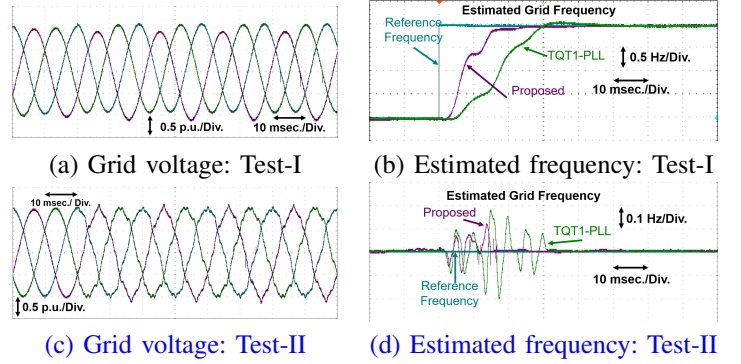 0.5 p.u./Div.
10 msec./Div.
(a) Grid voltage: Test-I
Estimated Grid Frequency
Reference
Frequency
0.5 Hz/Div.
TQT1-PLL
10 msec./Div.
Proposed
(b) Estimated frequency: Test-I
10 msec./ Div.
0.5 p.u./Div.
(c) Grid voltage: Test-II
Estimated Grid Frequency
Proposed
0.1 Hz/Div.
TQT1-PLL
Reference
Frequency
10 msec./Div.
(d) Estimated frequency: Test-II